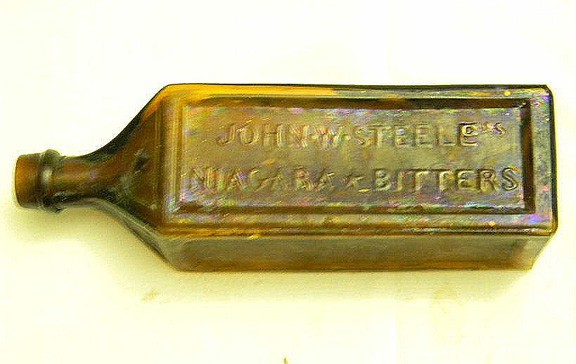 JOHN·W·STEELE'S
NIAGARA ★ BITTERS